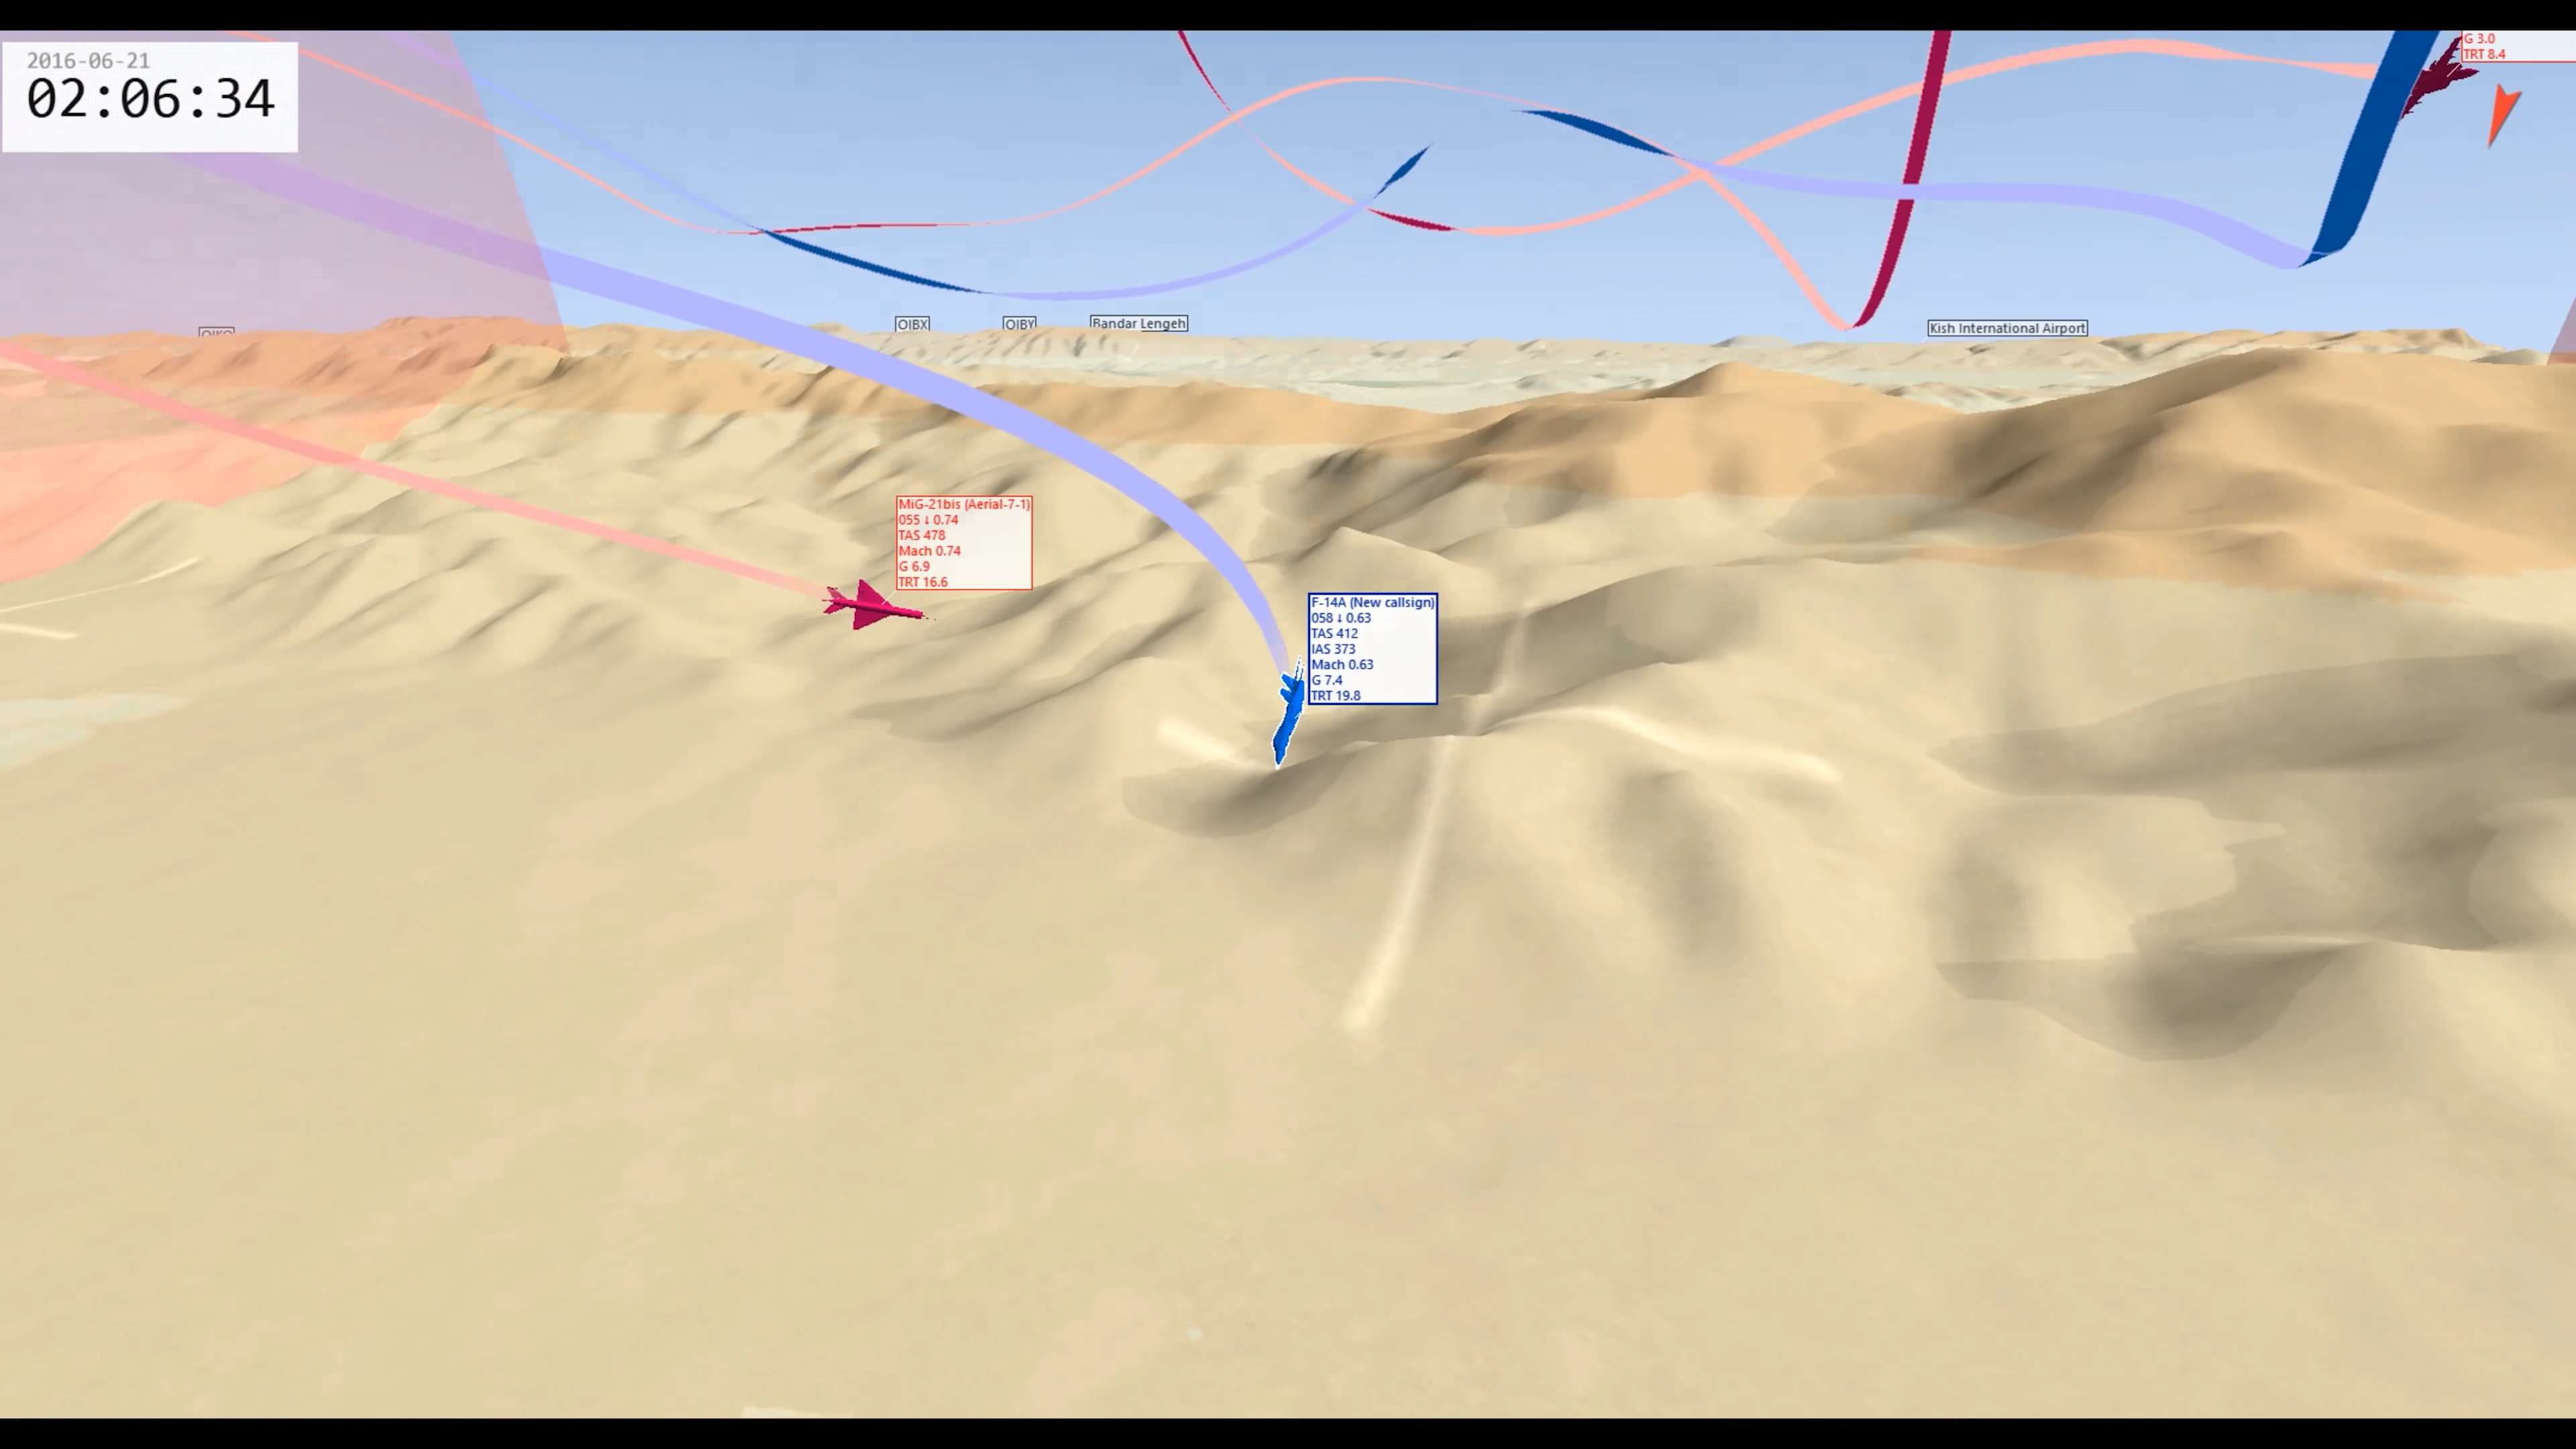 2016-06-21
02:06:34
G 3.0
TRT 8.4
OIBX
OIBY
Bandar Lengeh
Kish International Airport
MiG-21bis (Aerial-7-1)
055 ↓ 0.74
TAS 478
Mach 0.74
G 6.9
TRT 16.6
F-14A (New callsign)
058 ↓ 0.63
TAS 412
IAS 373
Mach 0.63
G 7.4
TRT 19.8